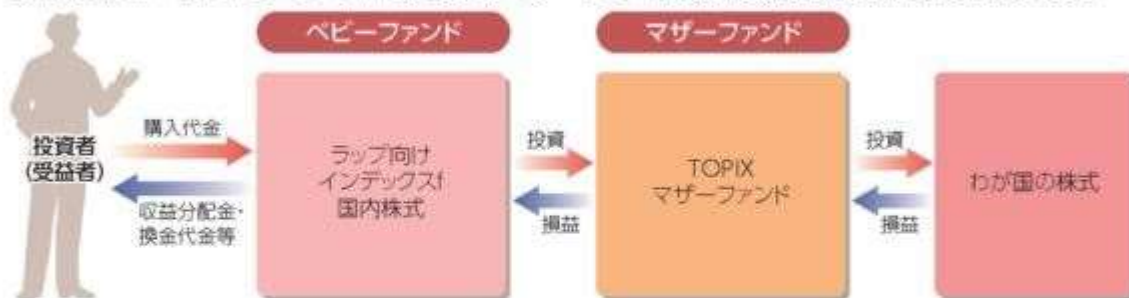 ベビーファンド
マザーファンド
投資者
(受益者)
購入代金
収益分配金・
換金代金等
ラップ向け
インデックスf
国内株式
投資
損益
TOPIX
マザーファンド
投資
損益
わが国の株式